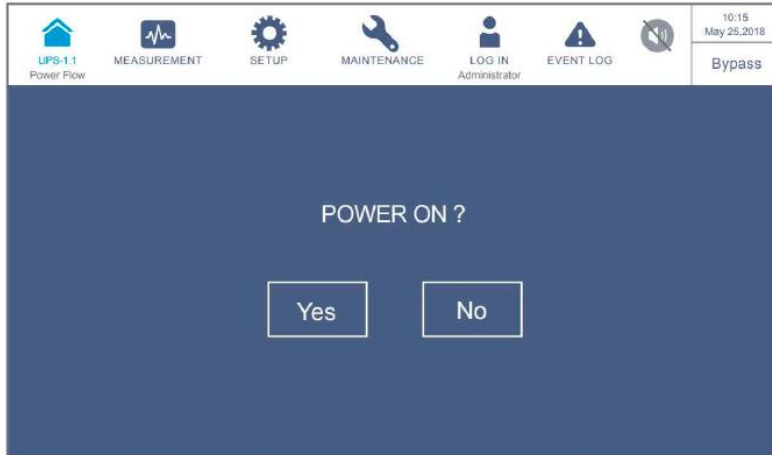 10:15
May 25,2018
UPS-1.1
Power Flow
MEASUREMENT
SETUP
MAINTENANCE
LOG IN
Administrator
EVENT LOG
Bypass
POWER ON ?
Yes
No